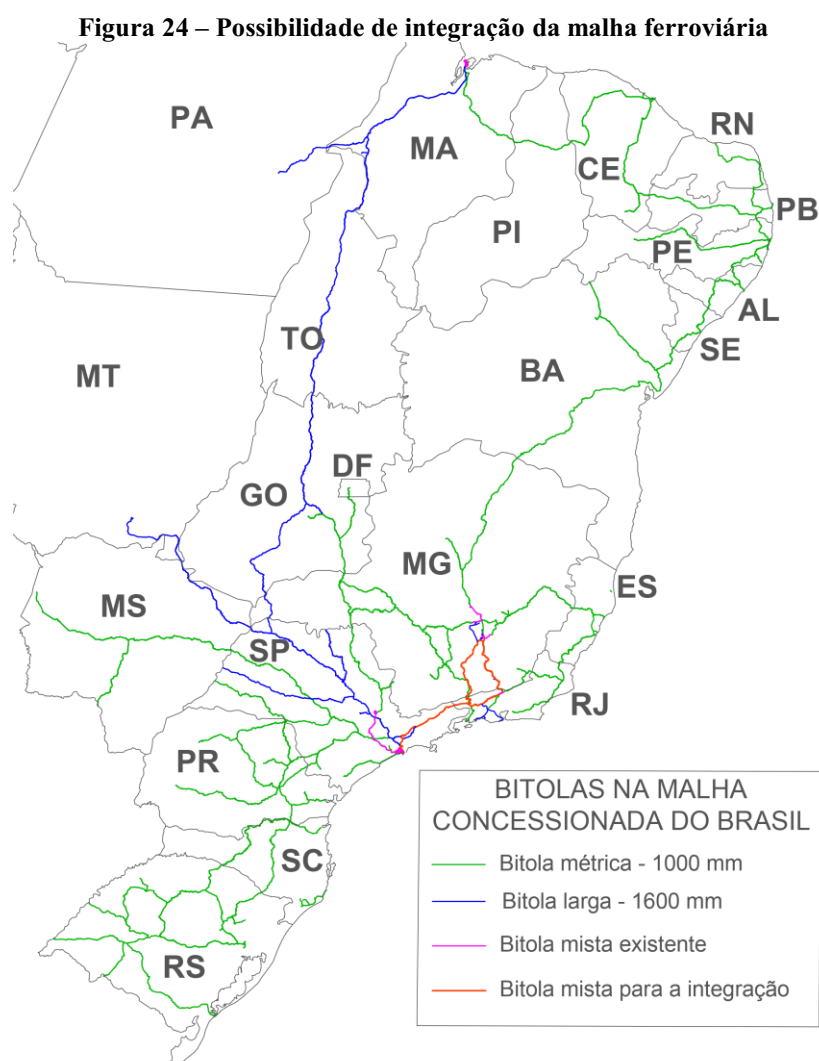 Figura 24 – Possibilidade de integração da malha ferroviária
PA
MA
CE
RN
PB
PI
PE
AL
SE
TO
BA
MT
DF
GO
MG
ES
MS
SP
RJ
PR
SC
RS
BITOLAS NA MALHA
CONCESSIONADA DO BRASIL
Bitola métrica - 1000 mm
Bitola larga - 1600 mm
Bitola mista existente
Bitola mista para a integração